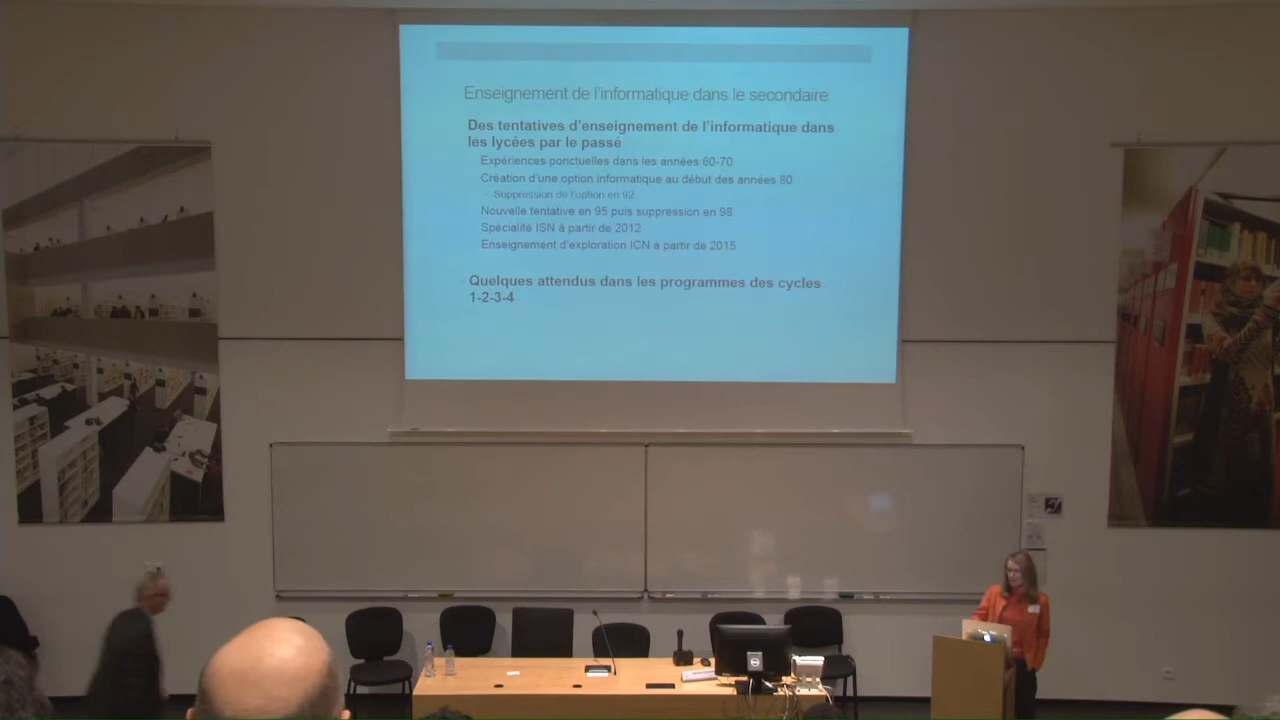 Enseignement de l'informatique dans le secondaire
Des tentatives d'enseignement de l'informatique dans
les lycées par le passé
Expériences ponctuelles dans les années 60-70
Création d'une option informatique au début des années 80
- Suppression de l'option en 92
Nouvelle tentative en 95 puis suppression en 98
Spécialité ISN à partir de 2012
Enseignement d'exploration ICN à partir de 2015
Quelques attendus dans les programmes des cycles
1-2-3-4